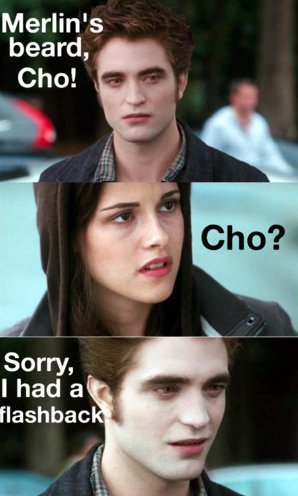 Merlin's
beard,
Cho!
Cho?
Sorry,
I had a
flashback.